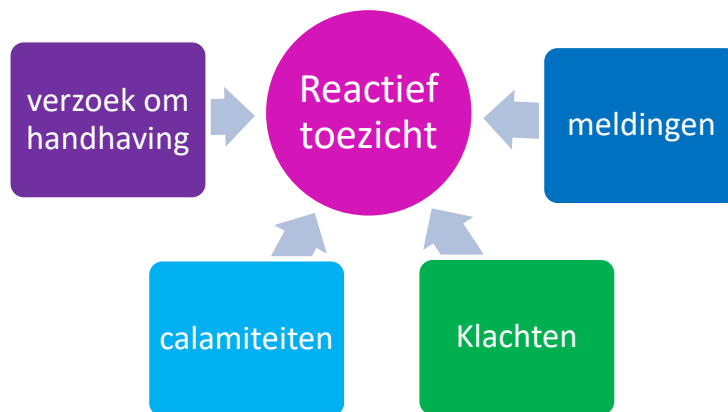 verzoek om
handhaving
Reactief
toezicht
meldingen
calamiteiten
Klachten